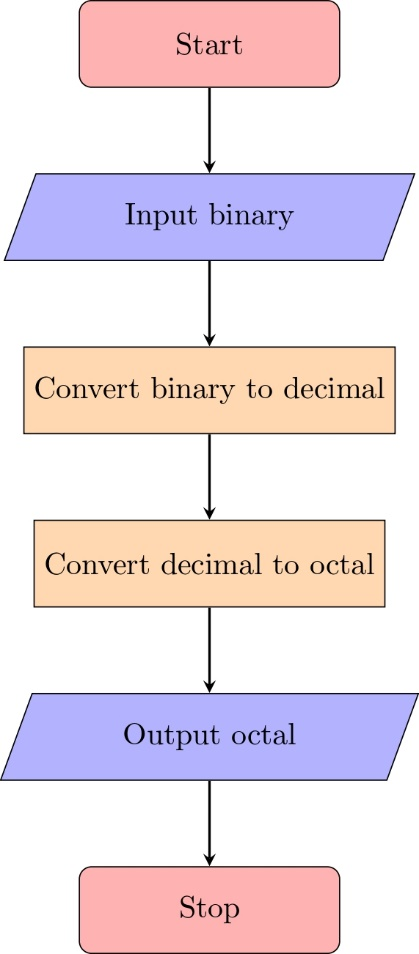 Start
Input binary
Convert binary to decimal
Convert decimal to octal
Output octal
Stop